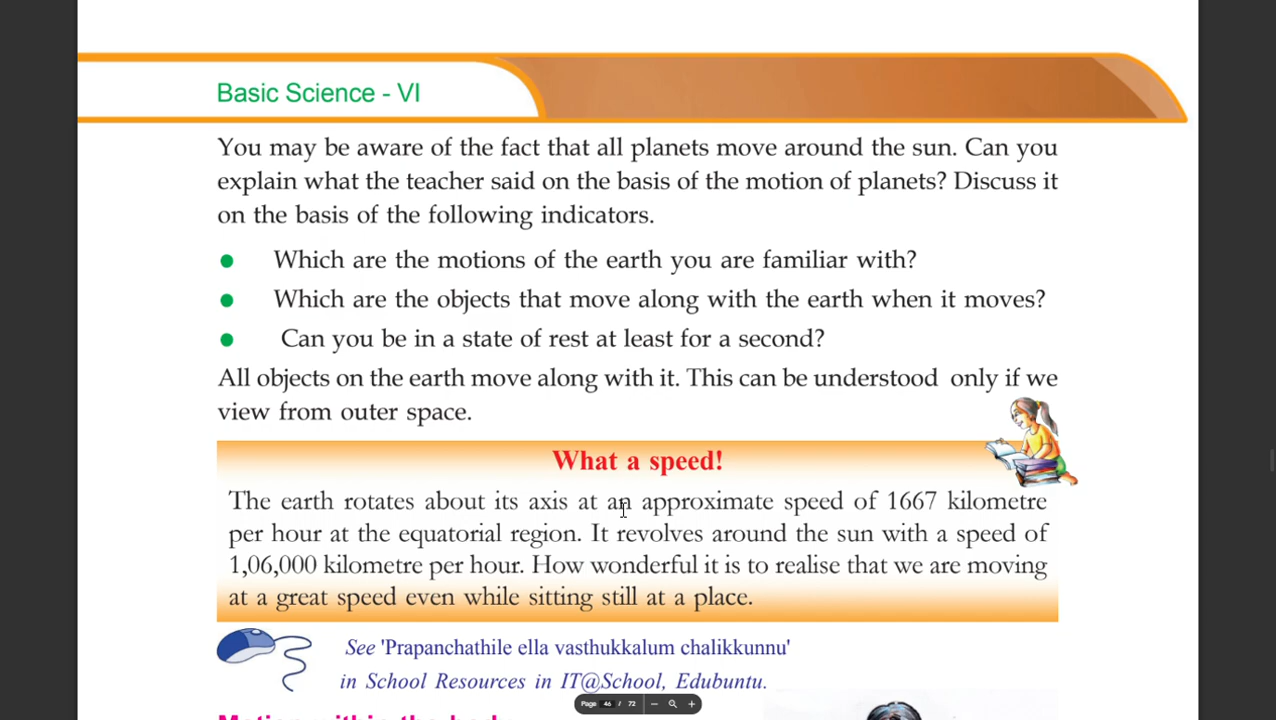 Basic Science - VI
You may be aware of the fact that all planets move around the sun. Can you
explain what the teacher said on the basis of the motion of planets? Discuss it
on the basis of the following indicators.
● Which are the motions of the earth you are familiar with?
● Which are the objects that move along with the earth when it moves?
● Can you be in a state of rest at least for a second?
All objects on the earth move along with it. This can be understood only if we
view from outer space.
What a speed!
The earth rotates about its axis at an approximate speed of 1667 kilometre
per hour at the equatorial region. It revolves around the sun with a speed of
1,06,000 kilometre per hour. How wonderful it is to realise that we are moving
at a great speed even while sitting still at a place.
See 'Prapanchathile ella vasthukkalum chalikkunnu'
in School Resources in IT@School, Edubuntu.
Page 46 / 72